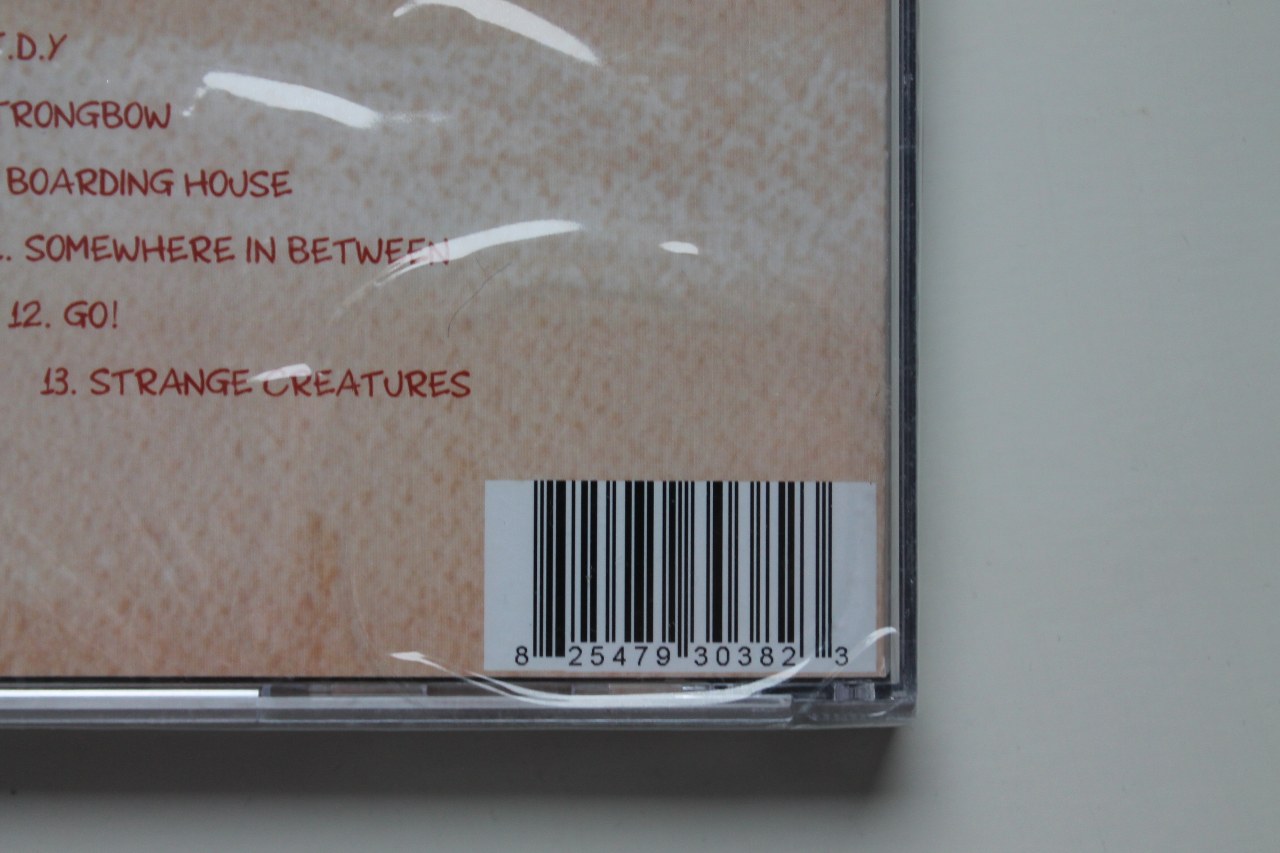 .D.Y
TRONGBOW
BOARDING HOUSE
. SOMEWHERE IN BETWEEN
12. GO!
13. STRANGE CREATURES
8 25479 30382 3